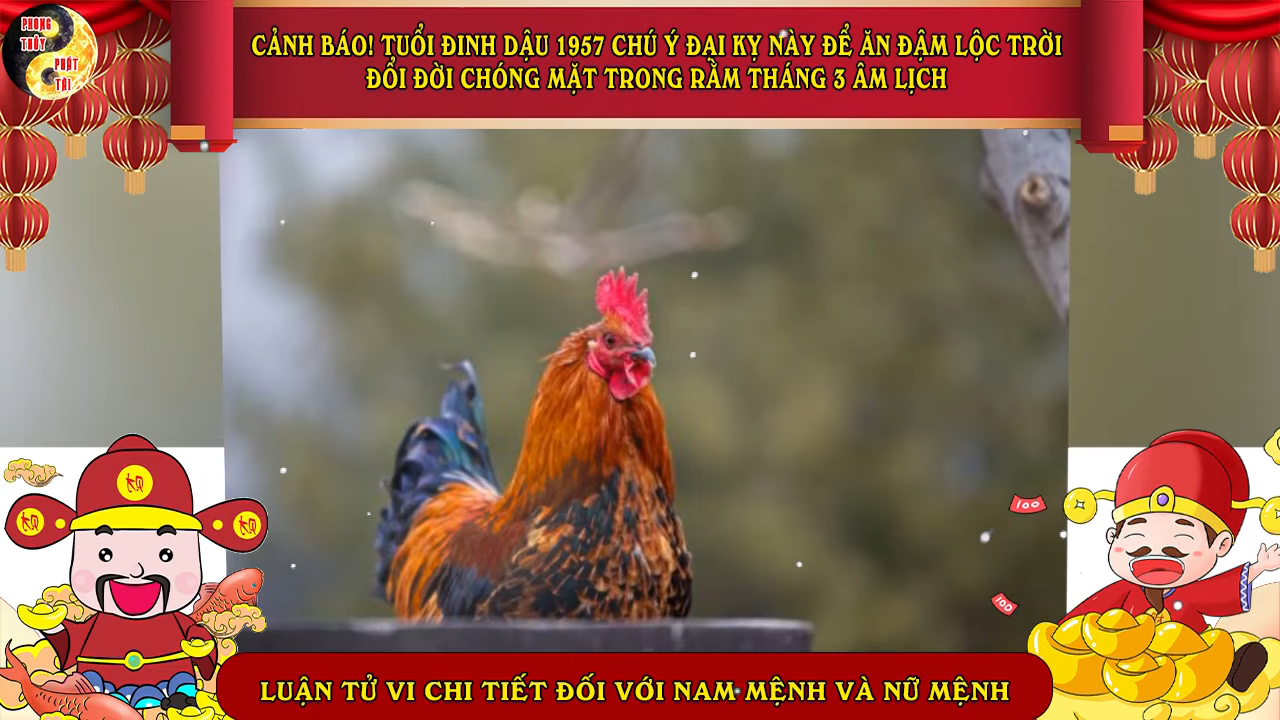 PHONG
THỦY
PHÁT
TÀI
CẢNH BÁO! TUỔI ĐINH DẬU 1957 CHÚ Ý ĐẠI KỴ NÀY ĐỂ ĂN ĐẬM LỘC TRỜI
ĐỔI ĐỜI CHÓNG MẶT TRONG RẰM THÁNG 3 ÂM LỊCH
100
100
LUẬN TỬ VI CHI TIẾT ĐỐI VỚI NAM MỆNH VÀ NỮ MỆNH